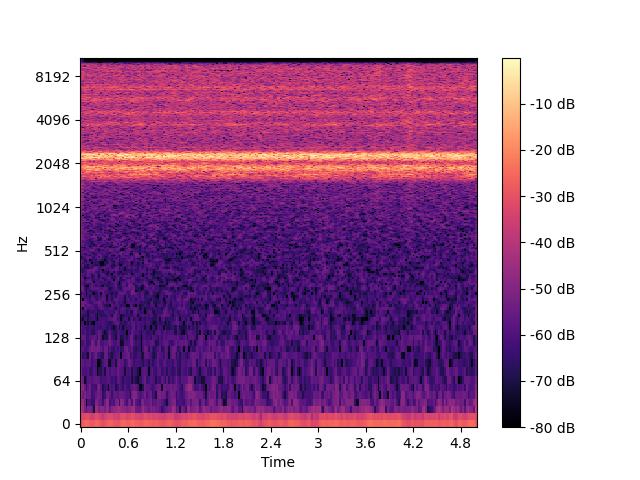 8192
4096
2048
1024
512
256
128
64
0
Hz
0 0.6 1.2 1.8 2.4 3 3.6 4.2 4.8
Time
-10 dB
-20 dB
-30 dB
-40 dB
-50 dB
-60 dB
-70 dB
-80 dB